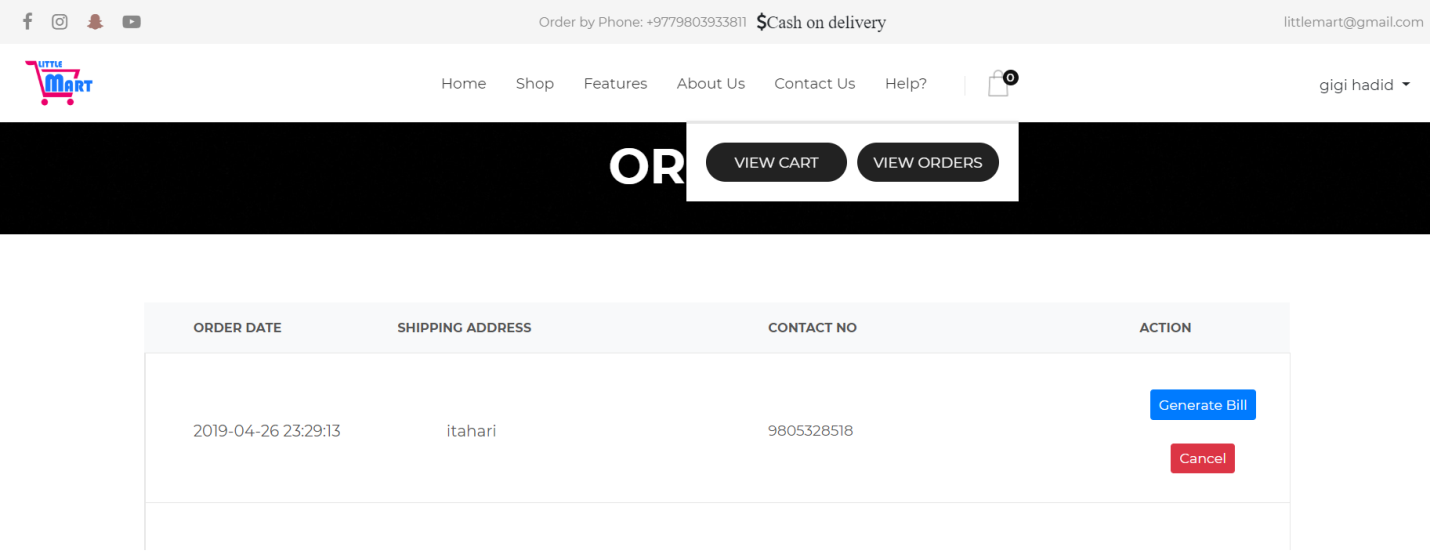 Order by Phone: +9779803933811 $Cash on delivery littlemart@gmail.com
LITTLE
MART
Home Shop Features About Us Contact Us Help? 0 gigi hadid
OR
VIEW CART VIEW ORDERS
ORDER DATE SHIPPING ADDRESS CONTACT NO ACTION
Generate Bill
2019-04-26 23:29:13 itahari 9805328518
Cancel